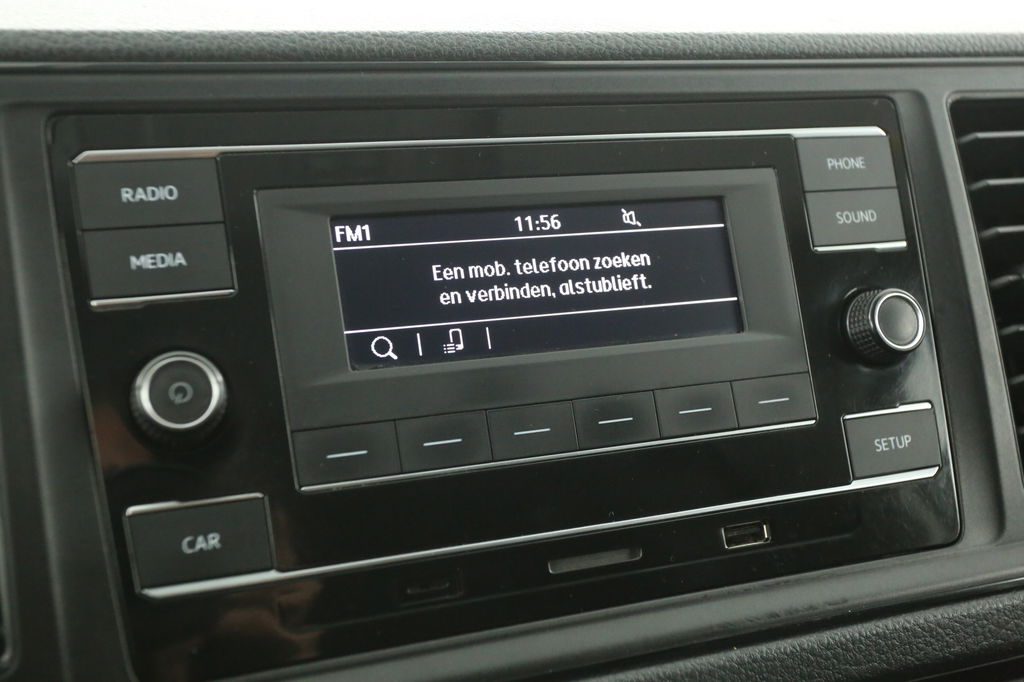 RADIO
MEDIA
FM1 11:56
Een mob. telefoon zoeken
en verbinden, alstublieft.
PHONE
SOUND
SETUP
CAR